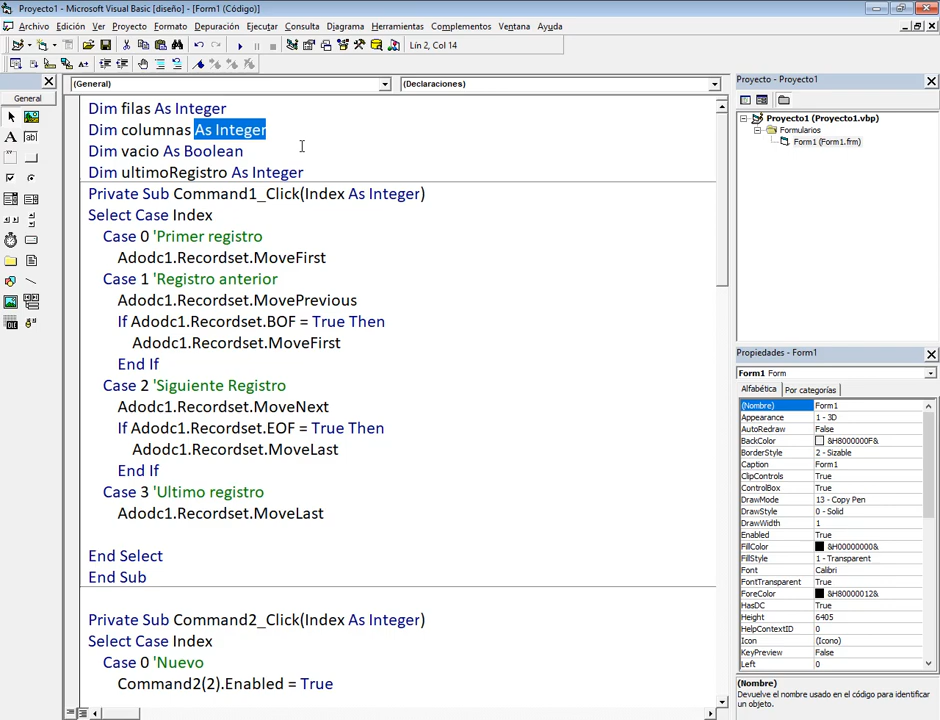 Proyecto1 - Microsoft Visual Basic [diseño] - [Form1 (Código)]
Archivo Edición Ver Proyecto Formato Depuración Ejecutar Consulta Diagrama Herramientas Complementos Ventana Ayuda
Lín 2, Col 14
General
(General) (Declaraciones)
Dim filas As Integer
Dim columnas As Integer
Dim vacio As Boolean
Dim ultimoRegistro As Integer
Private Sub Command1_Click(Index As Integer)
Select Case Index
Case 0 'Primer registro
Adodc1.Recordset.MoveFirst
Case 1 'Registro anterior
Adodc1.Recordset.MovePrevious
If Adodc1.Recordset.BOF = True Then
Adodc1.Recordset.MoveFirst
End If
Case 2 'Siguiente Registro
Adodc1.Recordset.MoveNext
If Adodc1.Recordset.EOF = True Then
Adodc1.Recordset.MoveLast
End If
Case 3 'Ultimo registro
Adodc1.Recordset.MoveLast
End Select
End Sub
Private Sub Command2_Click(Index As Integer)
Select Case Index
Case 0 'Nuevo
Command2(2).Enabled = True
Proyecto - Proyecto1
Proyecto1 (Proyecto1.vbp)
Formularios
Form1 (Form1.frm)
Propiedades - Form1
Form1 Form
Alfabética Por categorías
(Nombre) Form1
Appearance 1 - 3D
AutoRedraw False
BackColor &H8000000F&
BorderStyle 2 - Sizable
Caption Form1
ClipControls True
ControlBox True
DrawMode 13 - Copy Pen
DrawStyle 0 - Solid
DrawWidth 1
Enabled True
FillColor &H00000000&
FillStyle 1 - Transparent
Font Calibri
FontTransparent True
ForeColor &H80000012&
HasDC True
Height 6405
HelpContextID 0
Icon (Icono)
KeyPreview False
Left 0
(Nombre)
Devuelve el nombre usado en el código para identificar
un objeto.